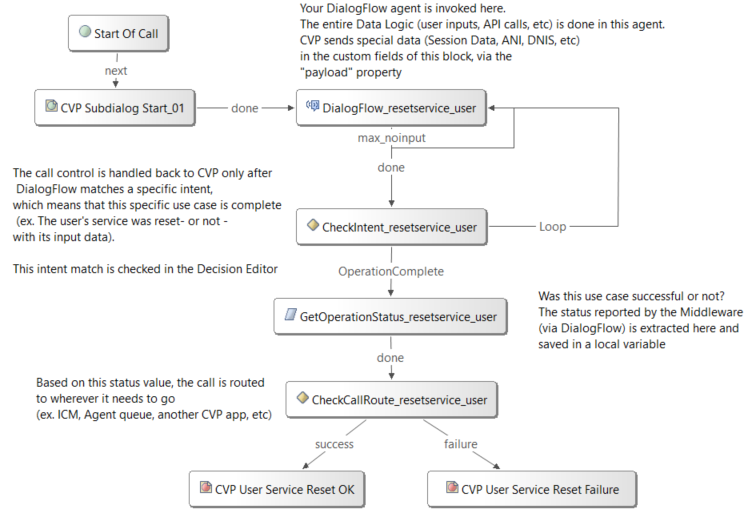 Your DialogFlow agent is invoked here.
The entire Data Logic (user inputs, API calls, etc) is done in this agent.
CVP sends special data (Session Data, ANI, DNIS, etc)
in the custom fields of this block, via the
"payload" property
Start Of Call
next
CVP Subdialog Start_01
done
DialogFlow_resetservice_user
max_noinput
done
The call control is handled back to CVP only after
DialogFlow matches a specific intent,
which means that this specific use case is complete
(ex. The user's service was reset- or not -
with its input data).
This intent match is checked in the Decision Editor
CheckIntent_resetservice_user
Loop
OperationComplete
GetOperationStatus_resetservice_user
Was this use case successful or not?
The status reported by the Middleware
(via DialogFlow) is extracted here and
saved in a local variable
done
Based on this status value, the call is routed
to wherever it needs to go
(ex. ICM, Agent queue, another CVP app, etc)
CheckCallRoute_resetservice_user
success
failure
CVP User Service Reset OK
CVP User Service Reset Failure